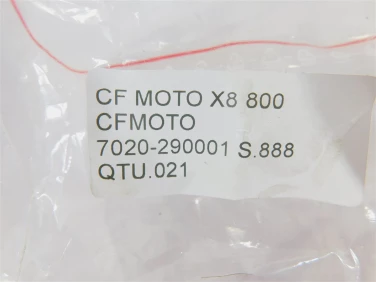 CF MOTO X8 800
CFMOTO
7020-290001 S.888
QTU.021